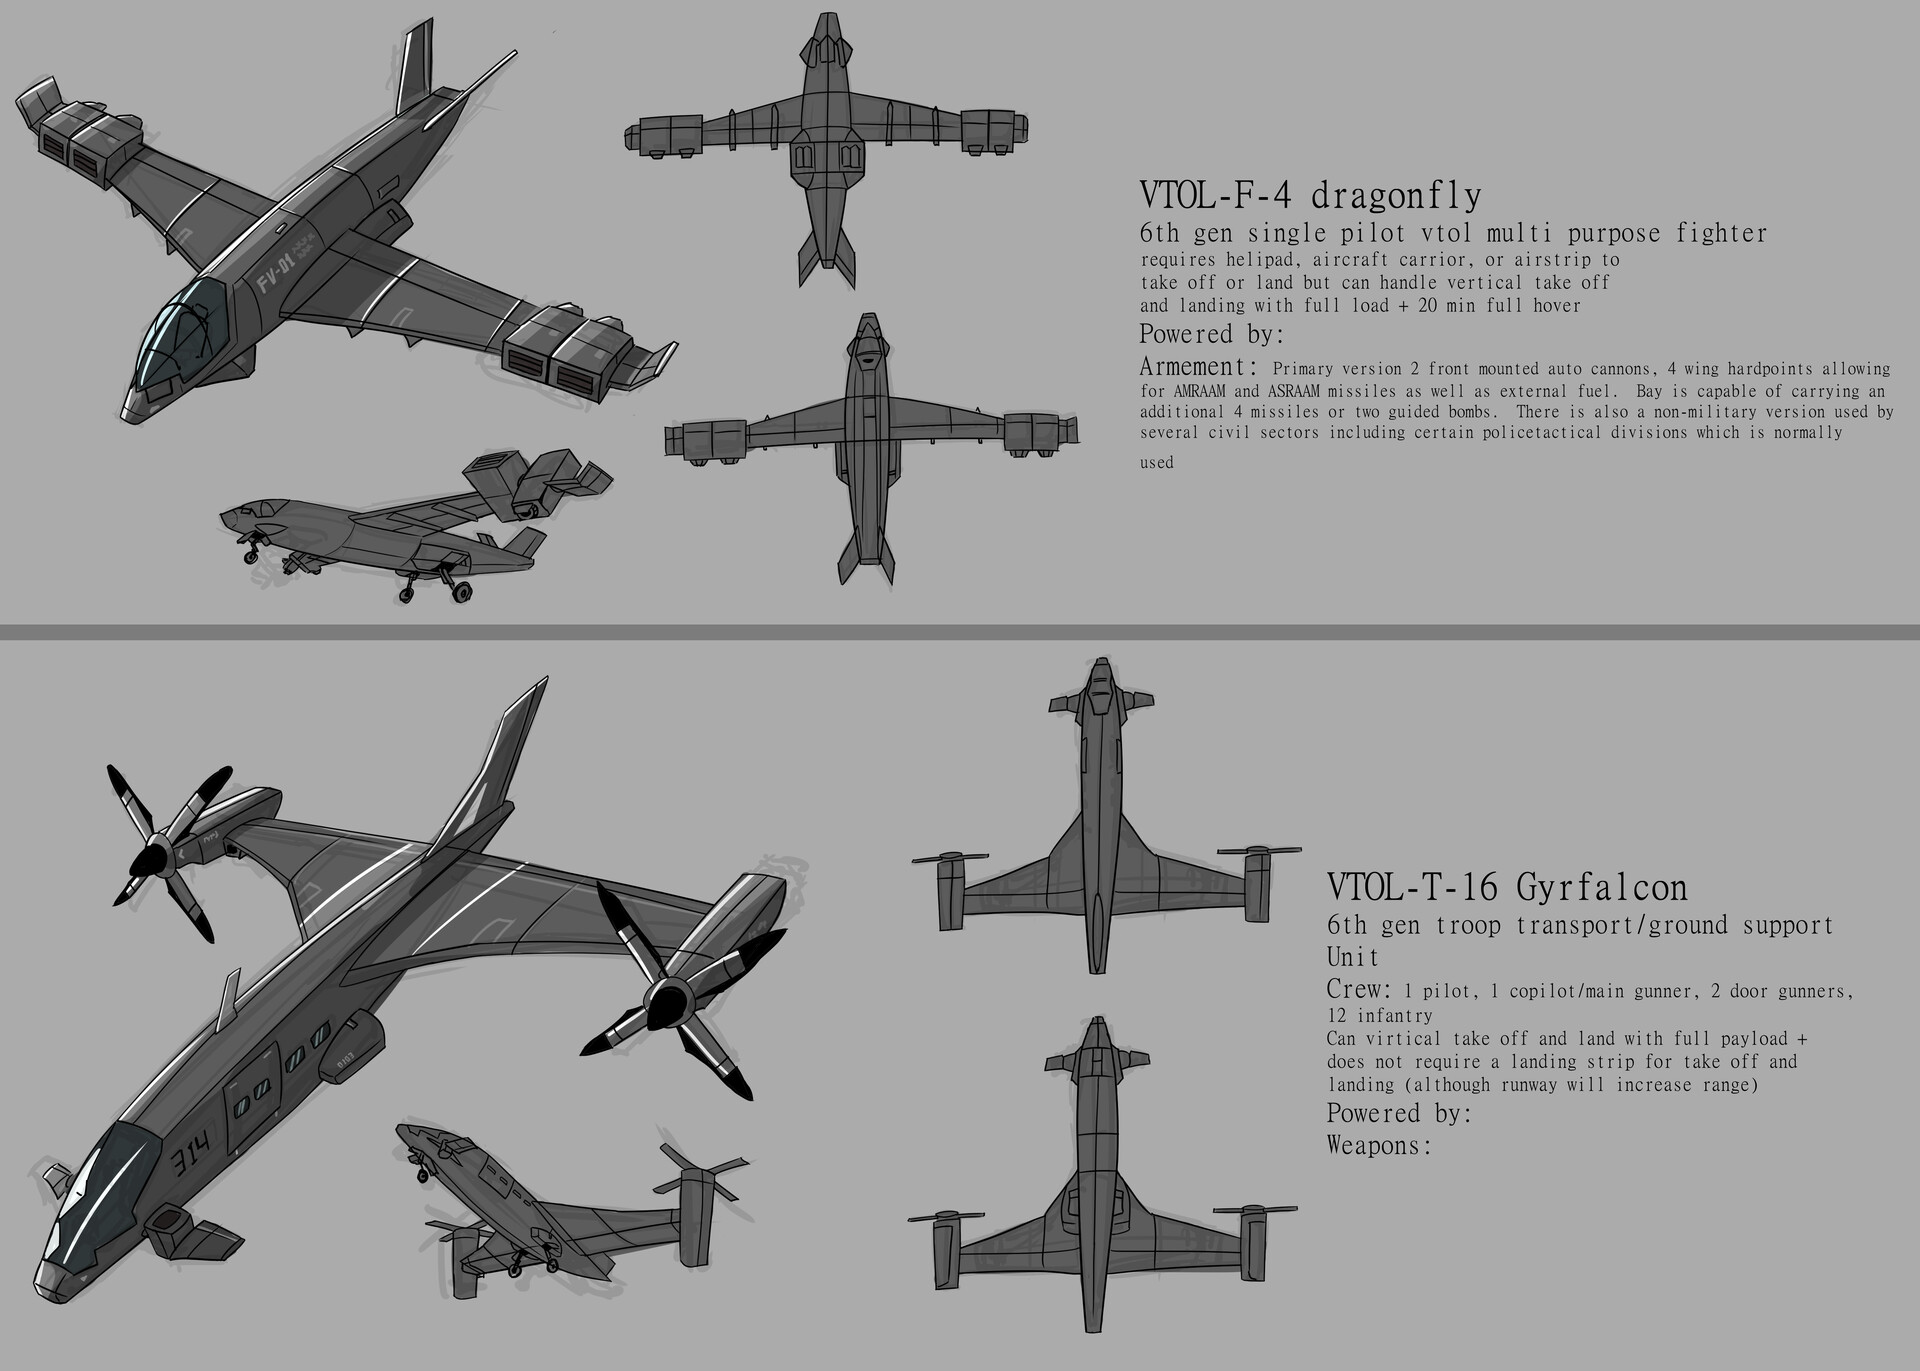 VTOL-F-4 dragonfly
6th gen single pilot vtol multi purpose fighter
requires helipad, aircraft carrior, or airstrip to
take off or land but can handle vertical take off
and landing with full load + 20 min full hover
Powered by:
Armement: Primary version 2 front mounted auto cannons, 4 wing hardpoints allowing
for AMRAAM and ASRAAM missiles as well as external fuel. Bay is capable of carrying an
additional 4 missiles or two guided bombs. There is also a non-military version used by
several civil sectors including certain policetactical divisions which is normally
used
FV-01
VTOL-T-16 Gyrfalcon
6th gen troop transport/ground support
Unit
Crew: 1 pilot, 1 copilot/main gunner, 2 door gunners,
12 infantry
Can virtical take off and land with full payload +
does not require a landing strip for take off and
landing (although runway will increase range)
Powered by:
Weapons:
314